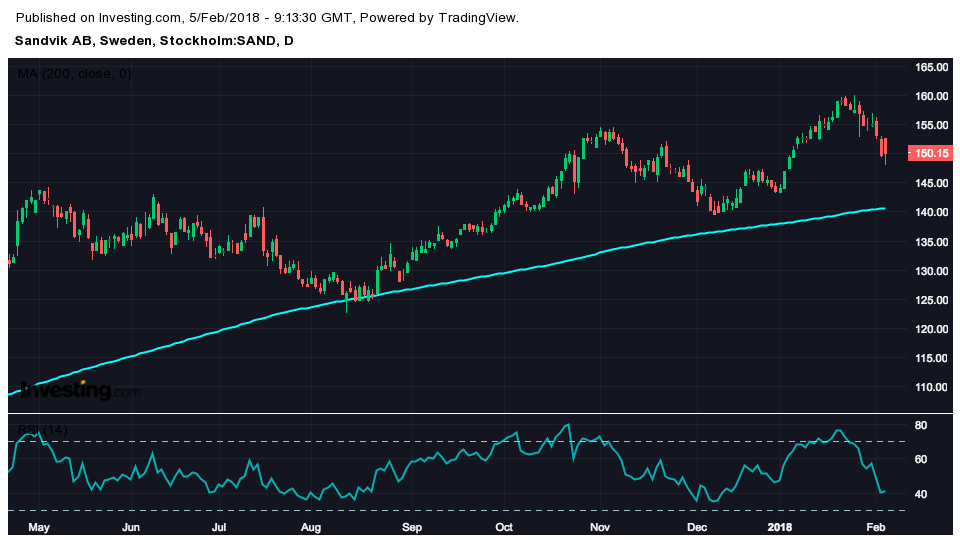 Published on Investing.com, 5/Feb/2018 - 9:13:30 GMT, Powered by TradingView.
Sandvik AB, Sweden, Stockholm:SAND, D
MA (200, close, 0)
165.00
160.00
155.00
150.15
145.00
140.00
135.00
130.00
125.00
120.00
115.00
110.00
Investing.com
RSI (14)
80
60
40
May Jun Jul Aug Sep Oct Nov Dec 2018 Feb